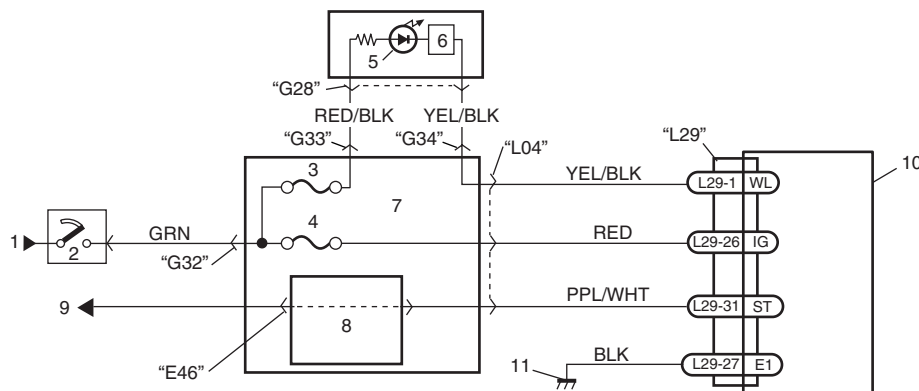 6
5
“G28”
RED/BLK YEL/BLK
“G33” “G34” “L04” “L29”
10
3 YEL/BLK L29-1 WL
7
4
1 2 GRN RED L29-26 IG
“G32”
9 PPL/WHT L29-31 ST
8
“E46” 11 BLK L29-27 E1